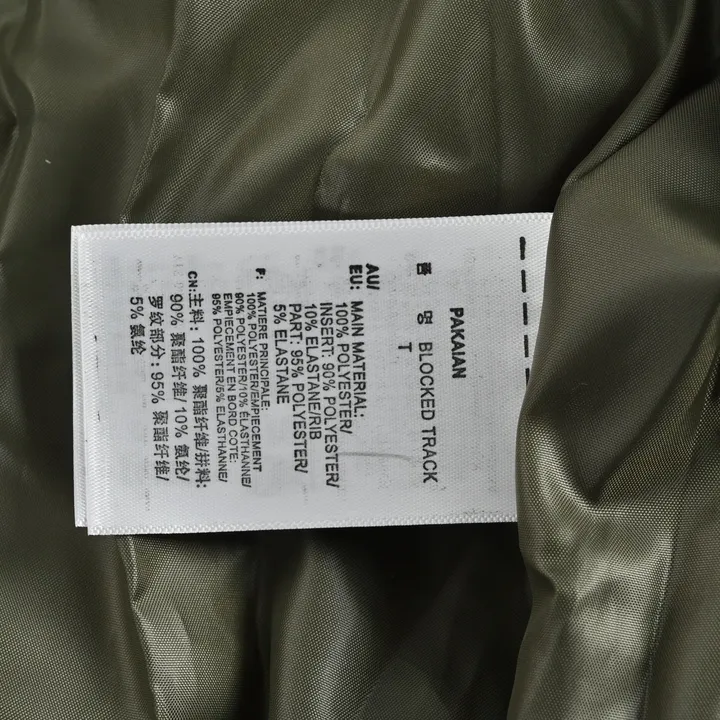 PAKAIAN
품 명 BLOCKED TRACK
T
AU/
EU: MAIN MATERIAL:
100% POLYESTER/
INSERT: 90% POLYESTER/
10% ELASTANE/RIB
PART: 95% POLYESTER/
5% ELASTANE
F: MATIERE PRINCIPALE:
100% POLYESTER/EMPIECEMENT
90% POLYESTER/10% ÉLASTHANNE/
EMPIECEMENT EN BORD COTE:
95% POLYESTER/5% ELASTHANNE/
CN:主料: 100% 聚酯纤维/拼料:
90% 聚酯纤维/10% 氨纶/
罗纹部分: 95% 聚酯纤维/
5% 氨纶